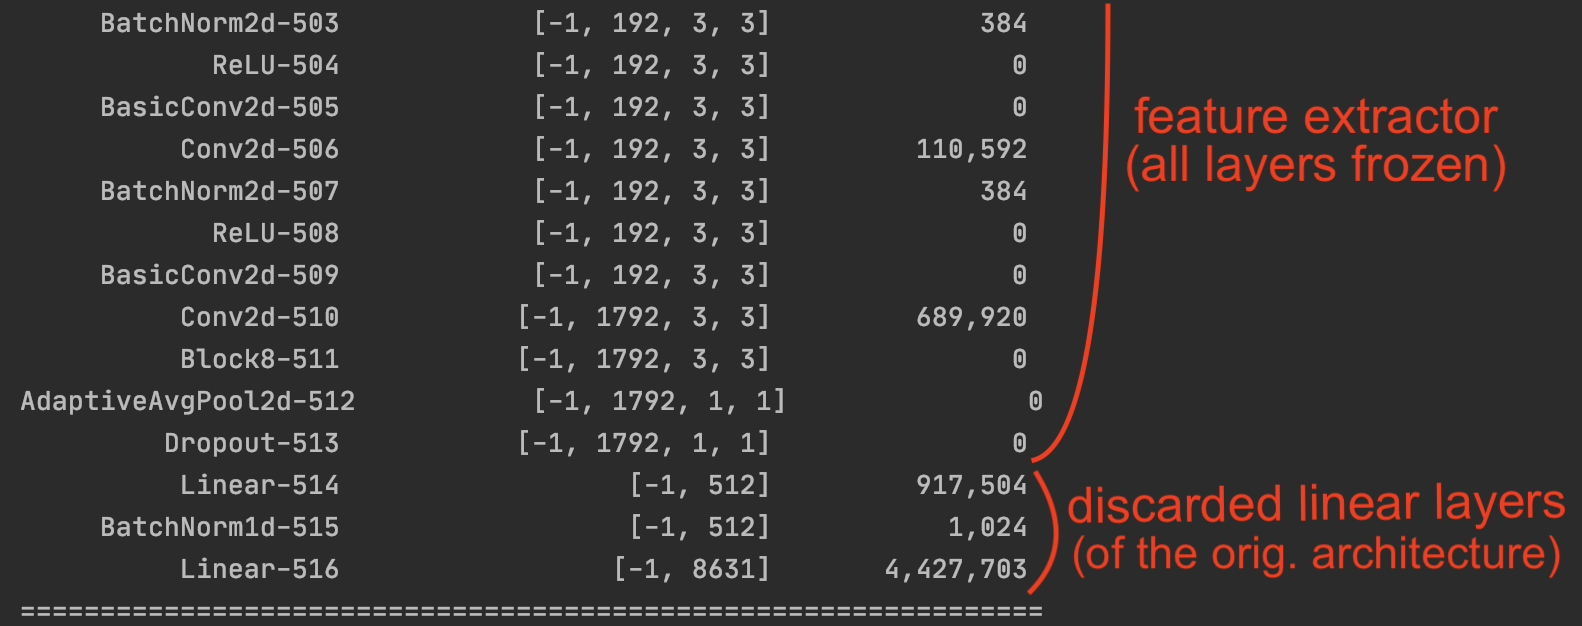 BatchNorm2d-503 [-1, 192, 3, 3] 384
ReLU-504 [-1, 192, 3, 3] 0
BasicConv2d-505 [-1, 192, 3, 3] 0
Conv2d-506 [-1, 192, 3, 3] 110,592
BatchNorm2d-507 [-1, 192, 3, 3] 384
ReLU-508 [-1, 192, 3, 3] 0
BasicConv2d-509 [-1, 192, 3, 3] 0
Conv2d-510 [-1, 1792, 3, 3] 689,920
Block8-511 [-1, 1792, 3, 3] 0
AdaptiveAvgPool2d-512 [-1, 1792, 1, 1] 0
Dropout-513 [-1, 1792, 1, 1] 0
Linear-514 [-1, 512] 917,504
BatchNorm1d-515 [-1, 512] 1,024
Linear-516 [-1, 8631] 4,427,703
================================================================
feature extractor
(all layers frozen)
discarded linear layers
(of the orig. architecture)